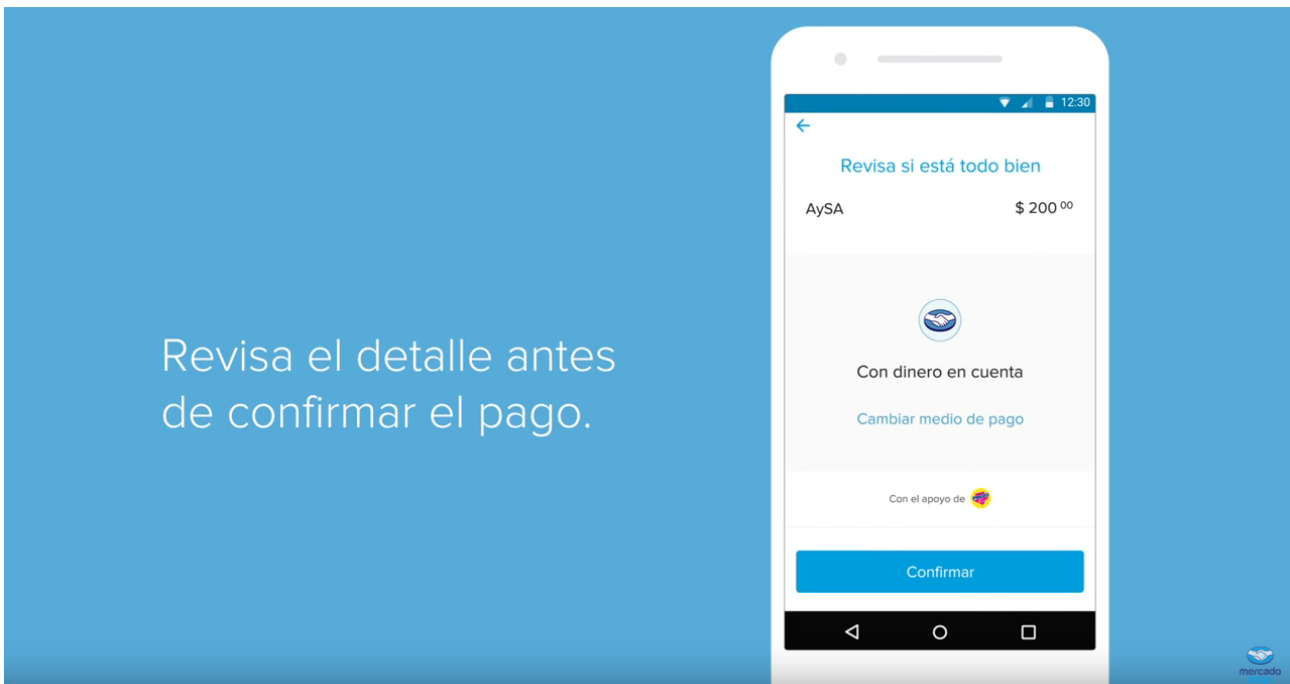 Revisa el detalle antes
de confirmar el pago.
12:30
Revisa si está todo bien
AySA $ 200 00
Con dinero en cuenta
Cambiar medio de pago
Con el apoyo de
Confirmar
mercado